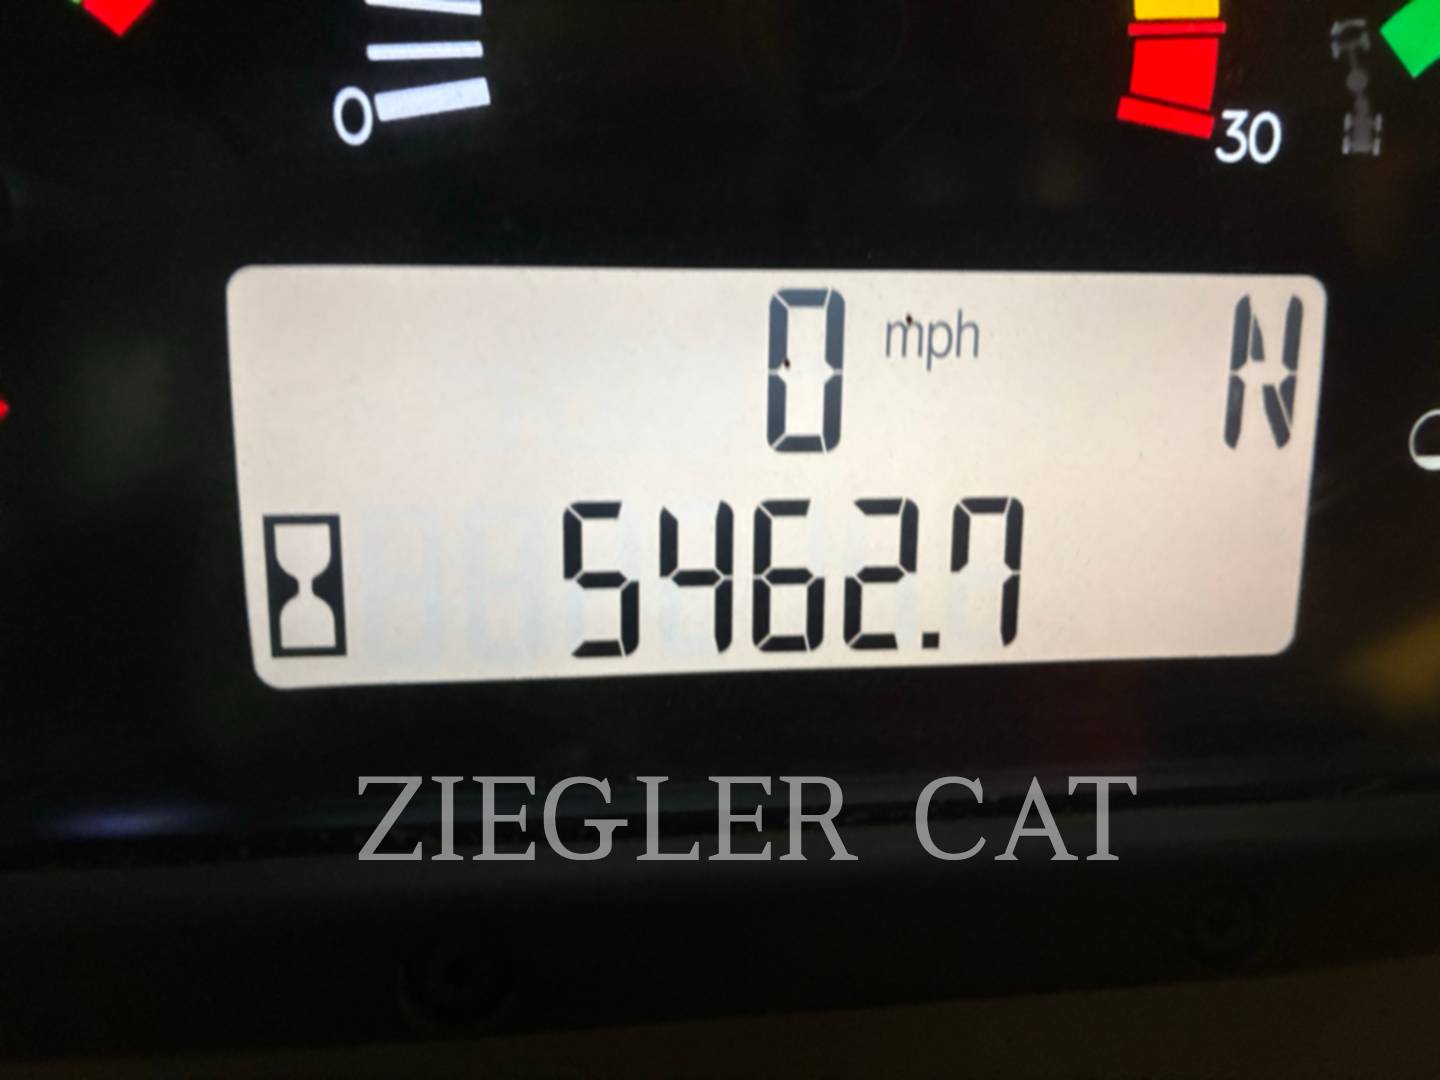 0 30
0 mph N
5462.7
ZIEGLER CAT